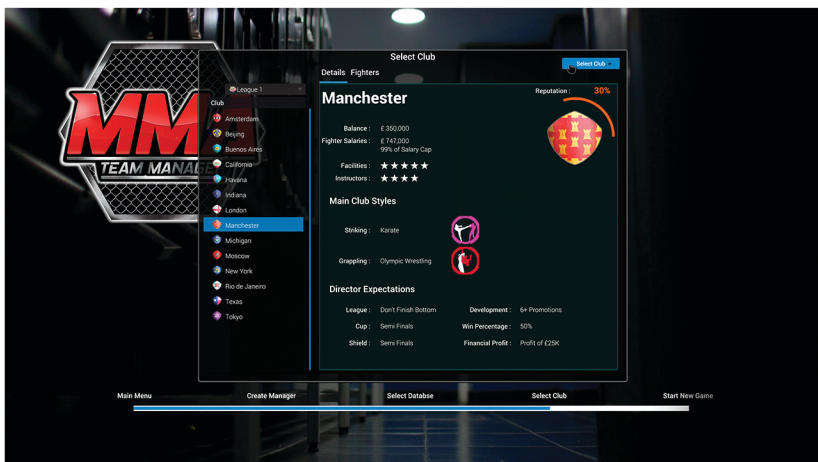 Select Club
Select Club
Details Fighters
League 1
Club
Amsterdam
Beijing
Buenos Aires
California
Havana
Indiana
London
Manchester
Michigan
Moscow
New York
Rio de Janeiro
Texas
Tokyo
MMA
TEAM MANAGE
Manchester
Reputation : 30%
Balance : £ 350,000
Fighter Salaries : £ 747,000
99% of Salary Cap
Facilities :
Instructors :
Main Club Styles
Striking : Karate
Grappling : Olympic Wrestling
Director Expectations
League : Don't Finish Bottom Development : 6+ Promotions
Cup : Semi Finals Win Percentage : 50%
Shield : Semi Finals Financial Profit : Profit of £25K
Main Menu Create Manager Select Databse Select Club Start New Game